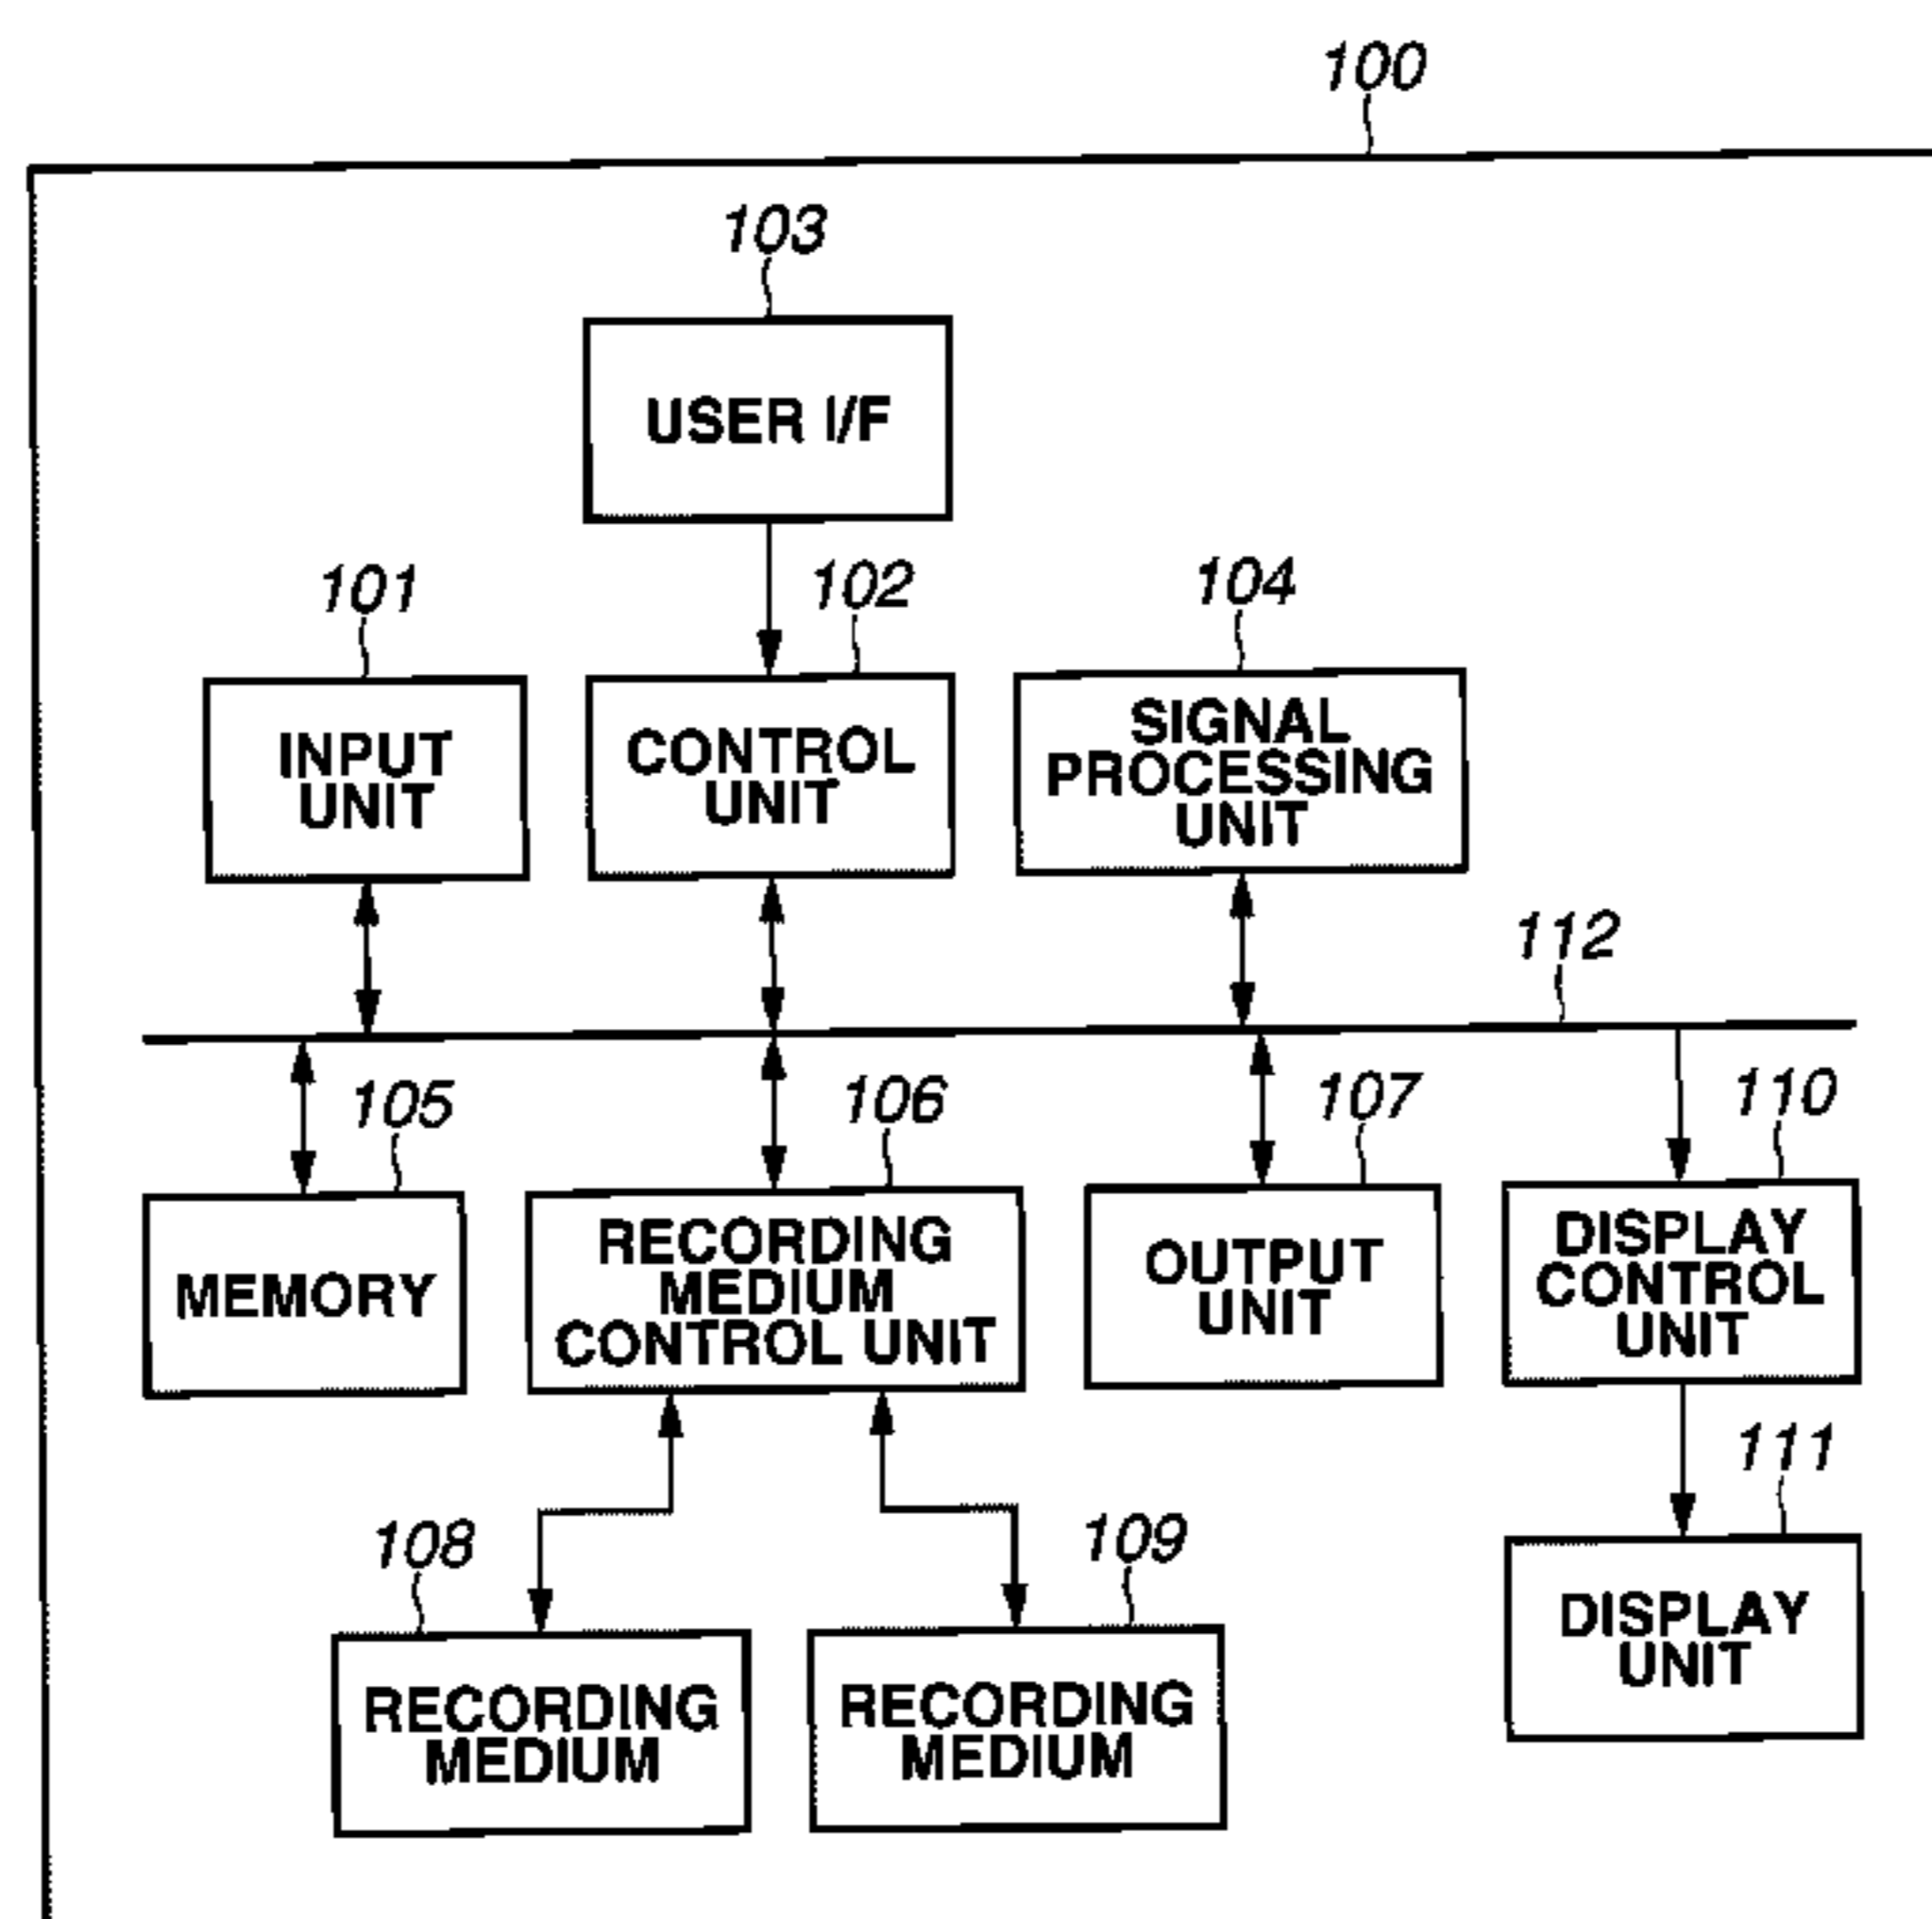 100
103
USER I/F
101
102
104
INPUT
UNIT
CONTROL
UNIT
SIGNAL
PROCESSING
UNIT
112
105
106
107
110
MEMORY
RECORDING
MEDIUM
CONTROL UNIT
OUTPUT
UNIT
DISPLAY
CONTROL
UNIT
111
108
109
RECORDING
MEDIUM
RECORDING
MEDIUM
DISPLAY
UNIT